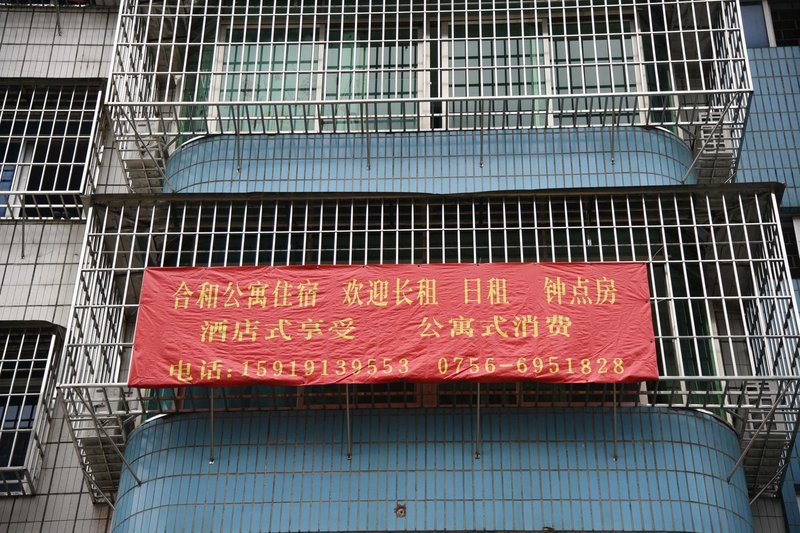 合和公寓住宿 欢迎长租 日租 钟点房
酒店式享受 公寓式消费
电话:15919139553 0756-6951828